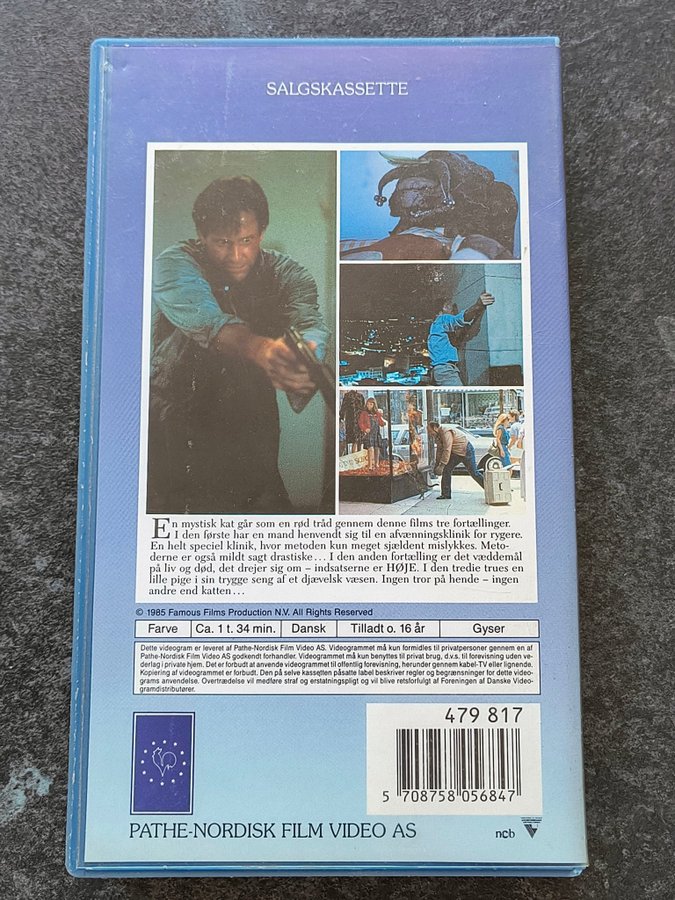 SALGSKASSETTE
En mystisk kat går som en rød tråd gennem denne films tre fortællinger.
I den første har en mand henvendt sig til en afvænningsklinik for rygere.
En helt speciel klinik, hvor metoden kun meget sjældent mislykkes. Meto-
derne er også mildt sagt drastiske... I den anden fortælling er det væddemål
på liv og død, det drejer sig om – indsatserne er HØJE. I den tredie trues en
lille pige i sin trygge seng af et djævelsk væsen. Ingen tror på hende – ingen
andre end katten...
© 1985 Famous Films Production N.V. All Rights Reserved
Farve Ca. 1 t. 34 min. Dansk Tilladt o. 16 år Gyser
Dette videogram er leveret af Pathe-Nordisk Film Video AS. Videogrammet må kun formidles til privatpersoner gennem en af
Pathe-Nordisk Film Video AS godkendt forhandler. Videogrammet må kun benyttes til privat brug, d.v.s. til forevisning uden ve-
derlag i private hjem. Det er forbudt at anvende videogrammet til offentlig forevisning, herunder gennem kabel-TV eller lignende.
Kopiering af videogrammet er forbudt. Den på selve kassetten påsatte label beskriver regler og begrænsninger for dette video-
grams anvendelse. Overtrædelse vil medføre straf og erstatningspligt og vil blive retsforfulgt af Foreningen af Danske Video-
gramdistributører.
479 817
5 708758 056847
PATHE-NORDISK FILM VIDEO AS
ncb